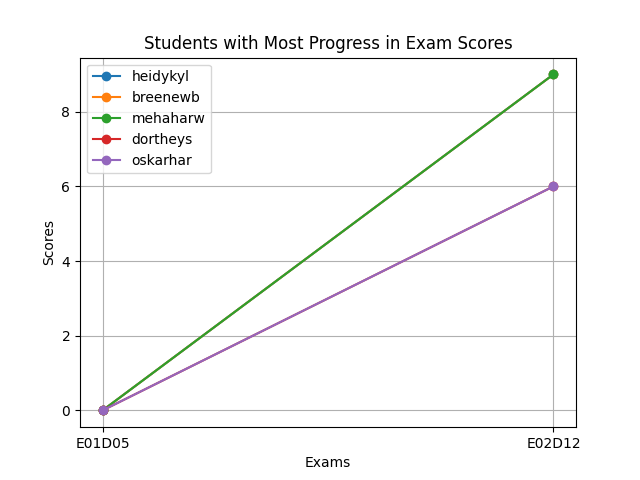 Students with Most Progress in Exam Scores
heidykyl
breenewb
mehaharw
dortheys
oskarhar
8
6
4
2
0
Scores
E01D05
E02D12
Exams